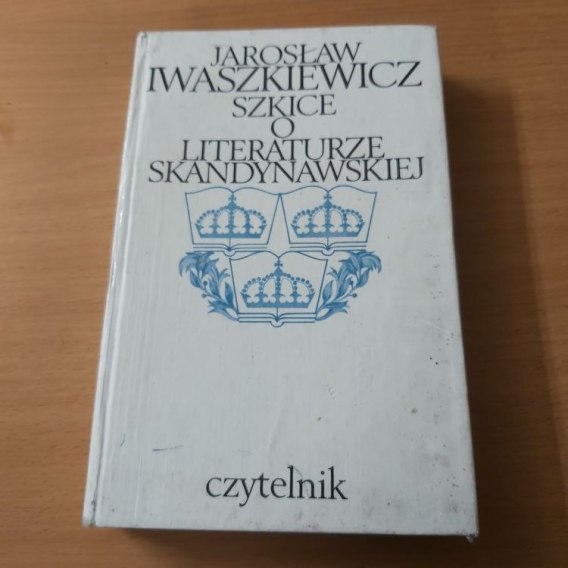 JAROSŁAW
IWASZKIEWICZ
SZKICE
O
LITERATURZE
SKANDYNAWSKIEJ
czytelnik